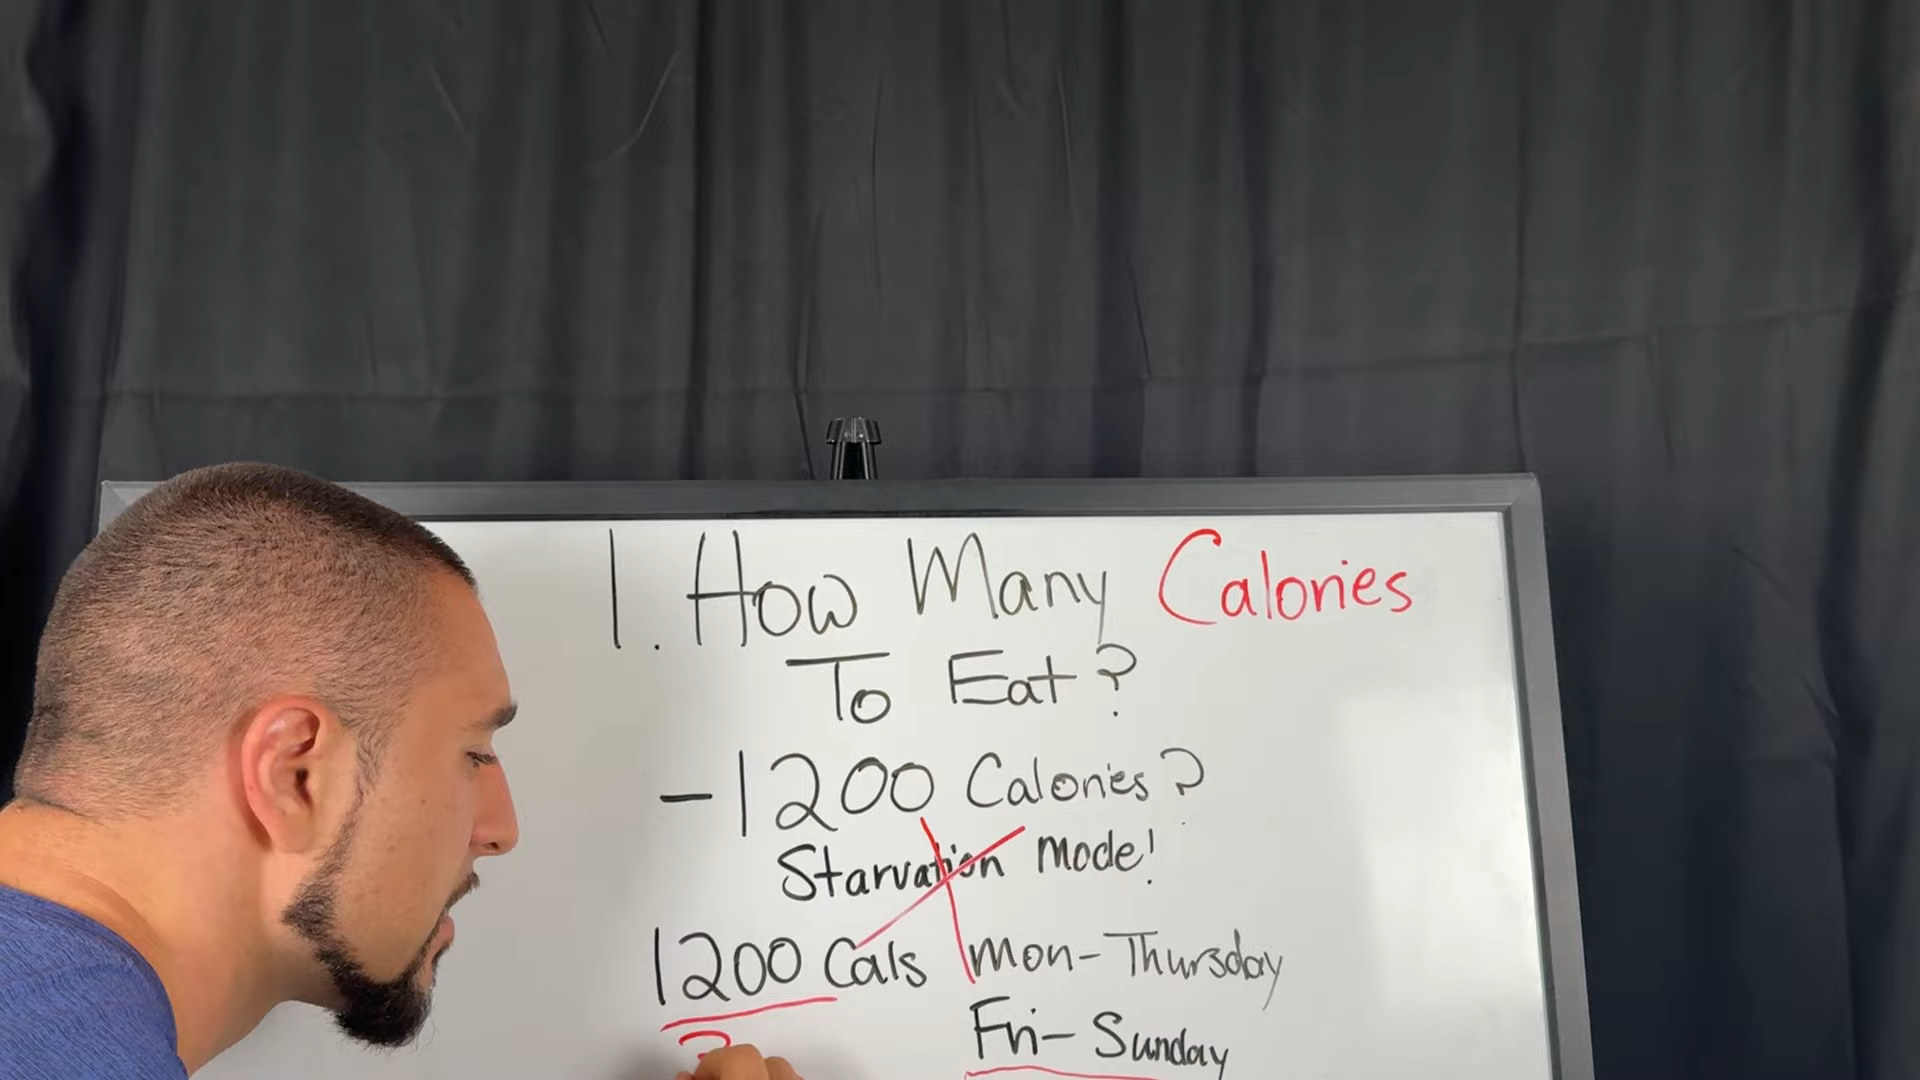 1. How Many Calories
To Eat?
-1200 Calories?
Starvation Mode!
1200 Cals Mon-Thursday
Fri-Sunday